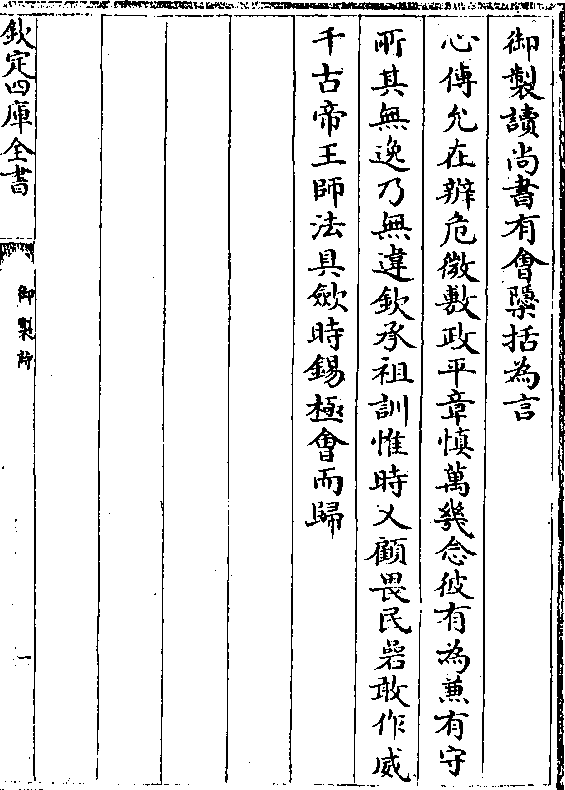 御製讀尚書有會檃括為言
心傳允在辨危微敷政平章慎萬幾念彼有為兼有守
所其無逸乃無違欽承祖訓惟時乂顧畏民碞敢作威
千古帝王師法具斂時錫極會而歸
欽定四庫全書
御製詩
一